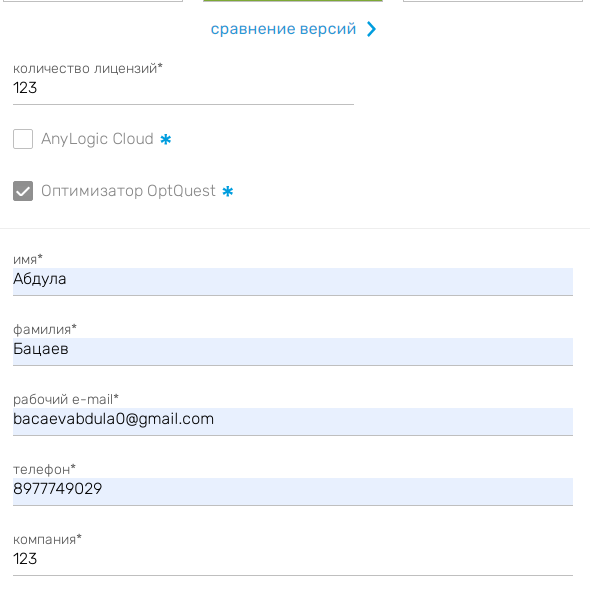 сравнение версий
количество лицензий*
123
AnyLogic Cloud *
Оптимизатор OptQuest *
имя*
Абдула
фамилия*
Бацаев
рабочий e-mail*
bacaevabdula0@gmail.com
телефон*
8977749029
компания*
123